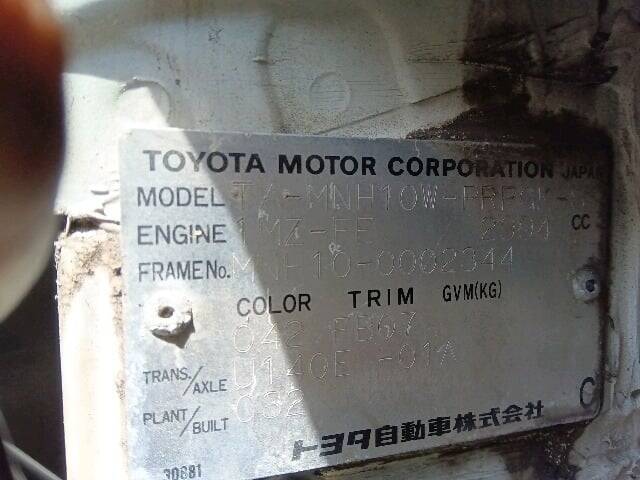 TOYOTA MOTOR CORPORATION JAPAN
MODEL TA-MNH10W-PRPQK
ENGINE 1MZ-FE 2994 CC
FRAME No. MNH10-0002344
COLOR TRIM GVM(KG)
042 FB67
TRANS./AXLE U140F -01A
PLANT/BUILT C32
C
トヨタ自動車株式会社
30881